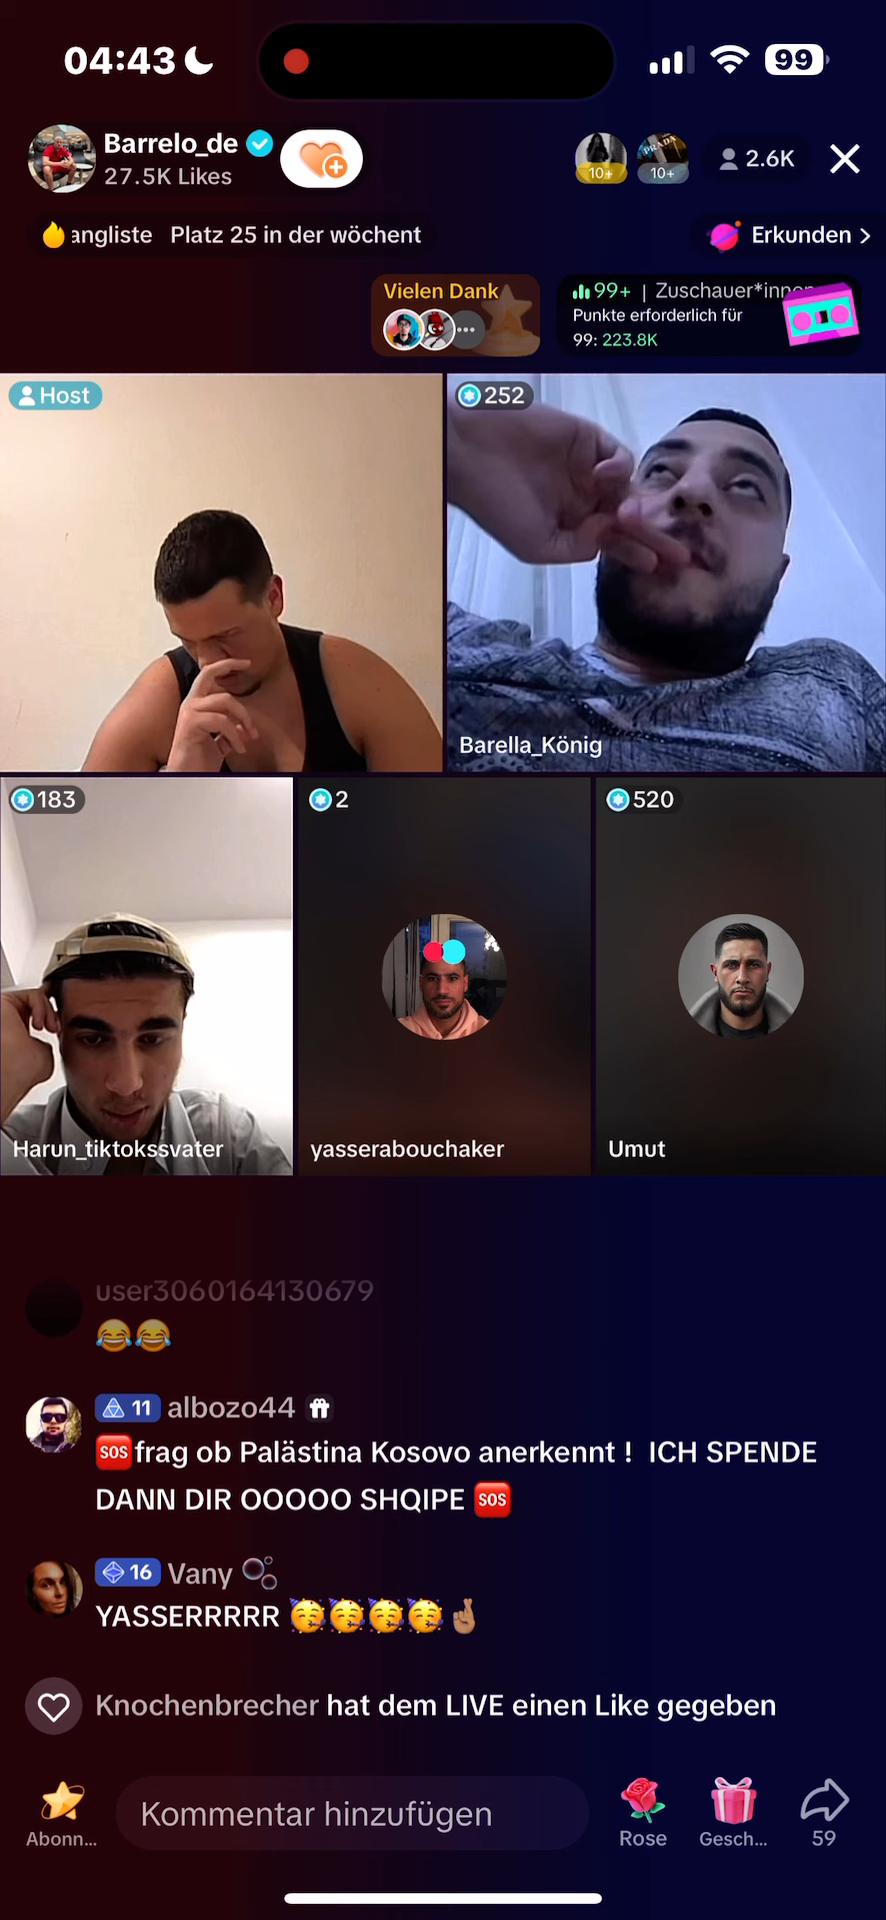 04:43
99
Barrelo_de
27.5K Likes
10+
10+
2.6K
angliste Platz 25 in der wöchent
Erkunden >
Vielen Dank
99+ | Zuschauer*innen
Punkte erforderlich für
99: 223.8K
Host
252
PRADA
Barella_König
183
2
520
Harun_tiktokssvater
yasserabouchaker
Umut
user3060164130679
😂😂
11 albozo44
🆘frag ob Palästina Kosovo anerkennt ! ICH SPENDE
DANN DIR OOOOO SHQIPE 🆘
16 Vany 🫧
YASSERRRRR 🥳🥳🥳🥳🤞🏽
Knochenbrecher hat dem LIVE einen Like gegeben
Kommentar hinzufügen
Abonn...
Rose
Gesch...
59